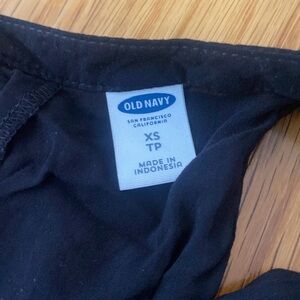 OLD NAVY
SAN FRANCISCO
CALIFORNIA
XS
TP
MADE IN
INDONESIA